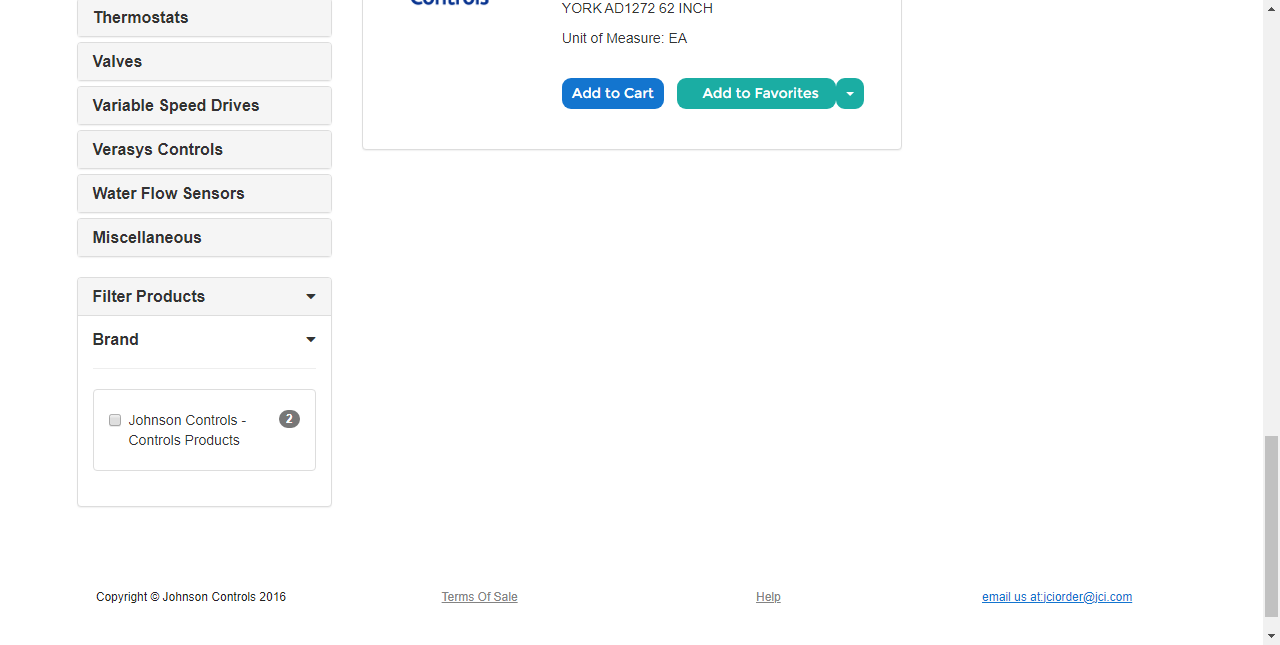 Thermostats
Valves
Variable Speed Drives
Verasys Controls
Water Flow Sensors
Miscellaneous
Filter Products
Brand
Johnson Controls -
Controls Products
2
Controls
YORK AD1272 62 INCH
Unit of Measure: EA
Add to Cart
Add to Favorites
Copyright © Johnson Controls 2016
Terms Of Sale
Help
email us at:jciorder@jci.com